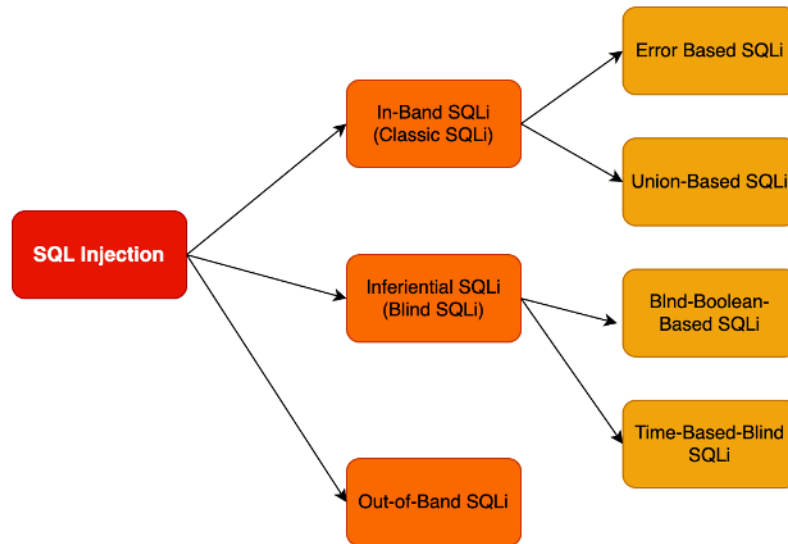 SQL Injection
In-Band SQLi
(Classic SQLi)
Error Based SQLi
Union-Based SQLi
Inferiential SQLi
(Blind SQLi)
Blnd-Boolean-
Based SQLi
Time-Based-Blind
SQLi
Out-of-Band SQLi